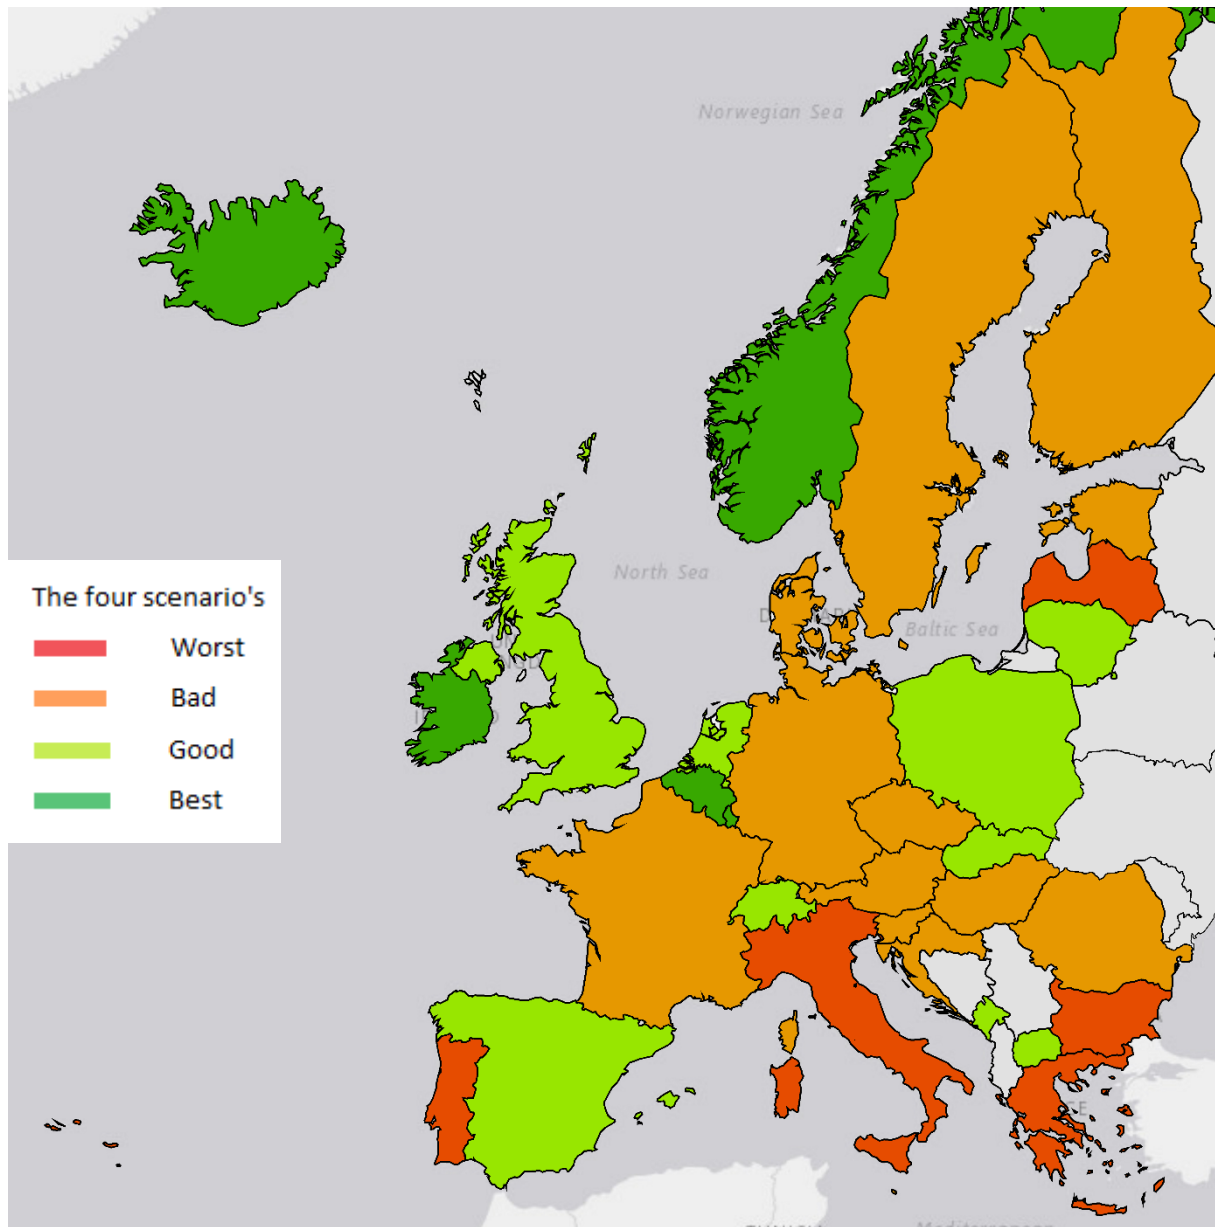 Norwegian Sea
North Sea
Baltic Sea
The four scenario's
Worst
Bad
Good
Best